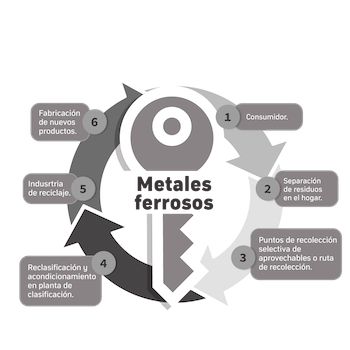 Metales
ferrosos
1
Consumidor.
2
Separación
de residuos
en el hogar.
3
Puntos de recolección
selectiva de
aprovechables o ruta
de recolección.
4
Reclasificación y
acondicionamiento
en planta de
clasificación.
5
Indusrtria
de reciclaje.
6
Fabricación
de nuevos
productos.